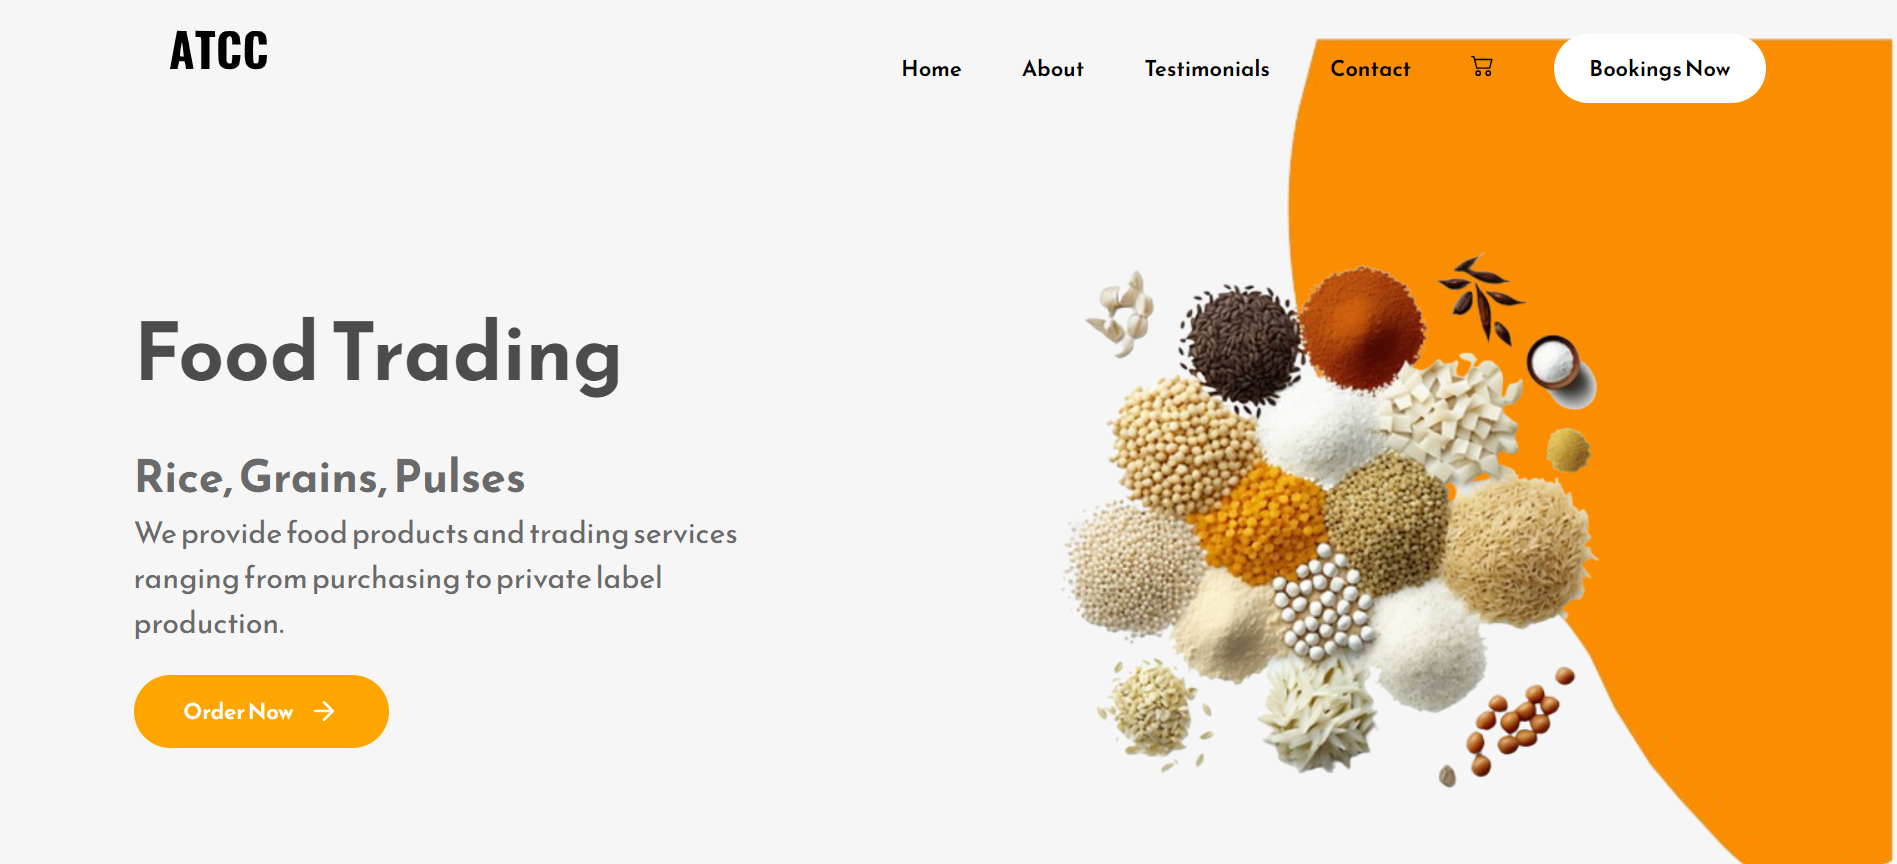 ATCC
Home About Testimonials Contact Bookings Now
Food Trading
Rice, Grains, Pulses
We provide food products and trading services
ranging from purchasing to private label
production.
Order Now